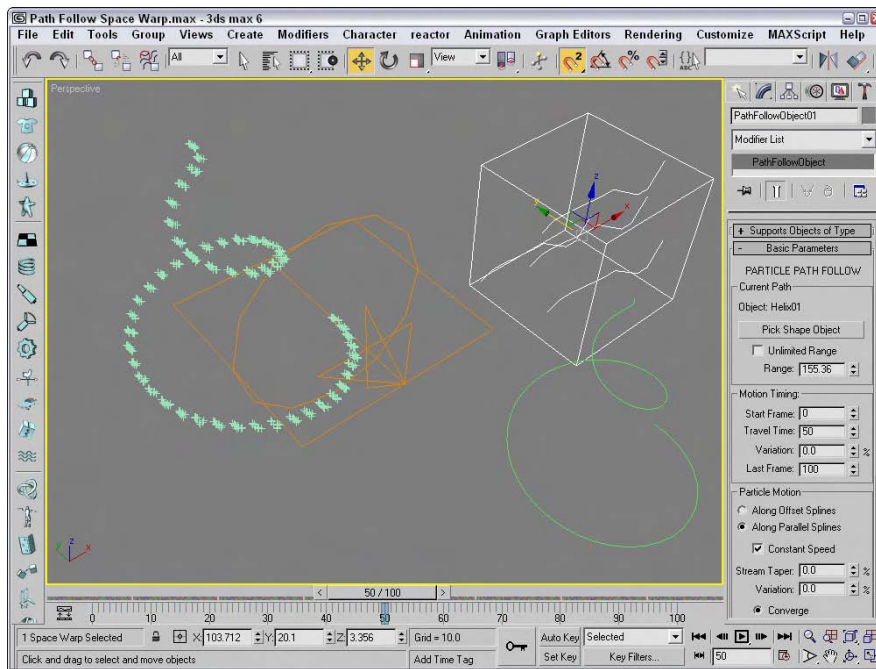 Path Follow Space Warp.max - 3ds max 6
File Edit Tools Group Views Create Modifiers Character reactor Animation Graph Editors Rendering Customize MAXScript Help
All
View
Perspective
z
y
x
PathFollowObject01
Modifier List
PathFollowObject
+ Supports Objects of Type
- Basic Parameters
PARTICLE PATH FOLLOW
Current Path
Object: Helix01
Pick Shape Object
Unlimited Range
Range: 155.36
Motion Timing:
Start Frame: 0
Travel Time: 50
Variation: 0.0 %
Last Frame: 100
Particle Motion
Along Offset Splines
Along Parallel Splines
Constant Speed
Stream Taper: 0.0 %
Variation: 0.0 %
Converge
z
y
x
< 50 / 100 >
0 10 20 30 40 50 60 70 80 90 100
1 Space Warp Selected X: 103.712 Y: 20.1 Z: 3.356 Grid = 10.0 Auto Key Selected
Click and drag to select and move objects Add Time Tag Set Key Key Filters... 50